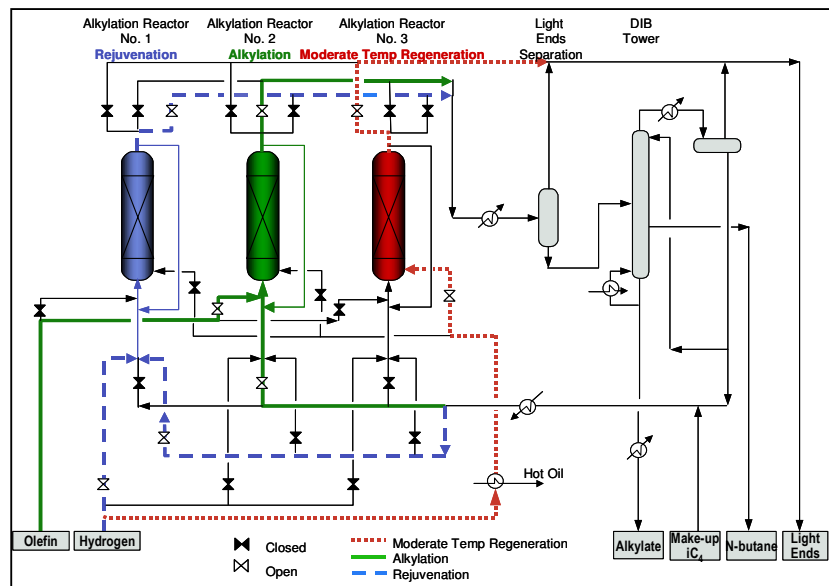 Alkylation Reactor
No. 1
Rejuvenation
Alkylation Reactor
No. 2
Alkylation
Alkylation Reactor
No. 3
Moderate Temp Regeneration
Light
Ends
Separation
DIB
Tower
Hot Oil
Olefin
Hydrogen
Closed
Open
Moderate Temp Regeneration
Alkylation
Rejuvenation
Alkylate
Make-up
iC4
N-butane
Light
Ends